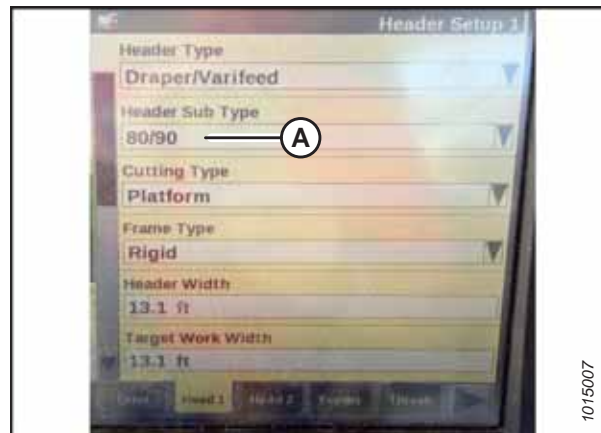 Header Setup 1
Header Type
Draper/Varifeed
Header Sub Type
80/90
A
Cutting Type
Platform
Frame Type
Rigid
Header Width
13.1 ft
Target Work Width
13.1 ft
Head 1
Head 2
1015007